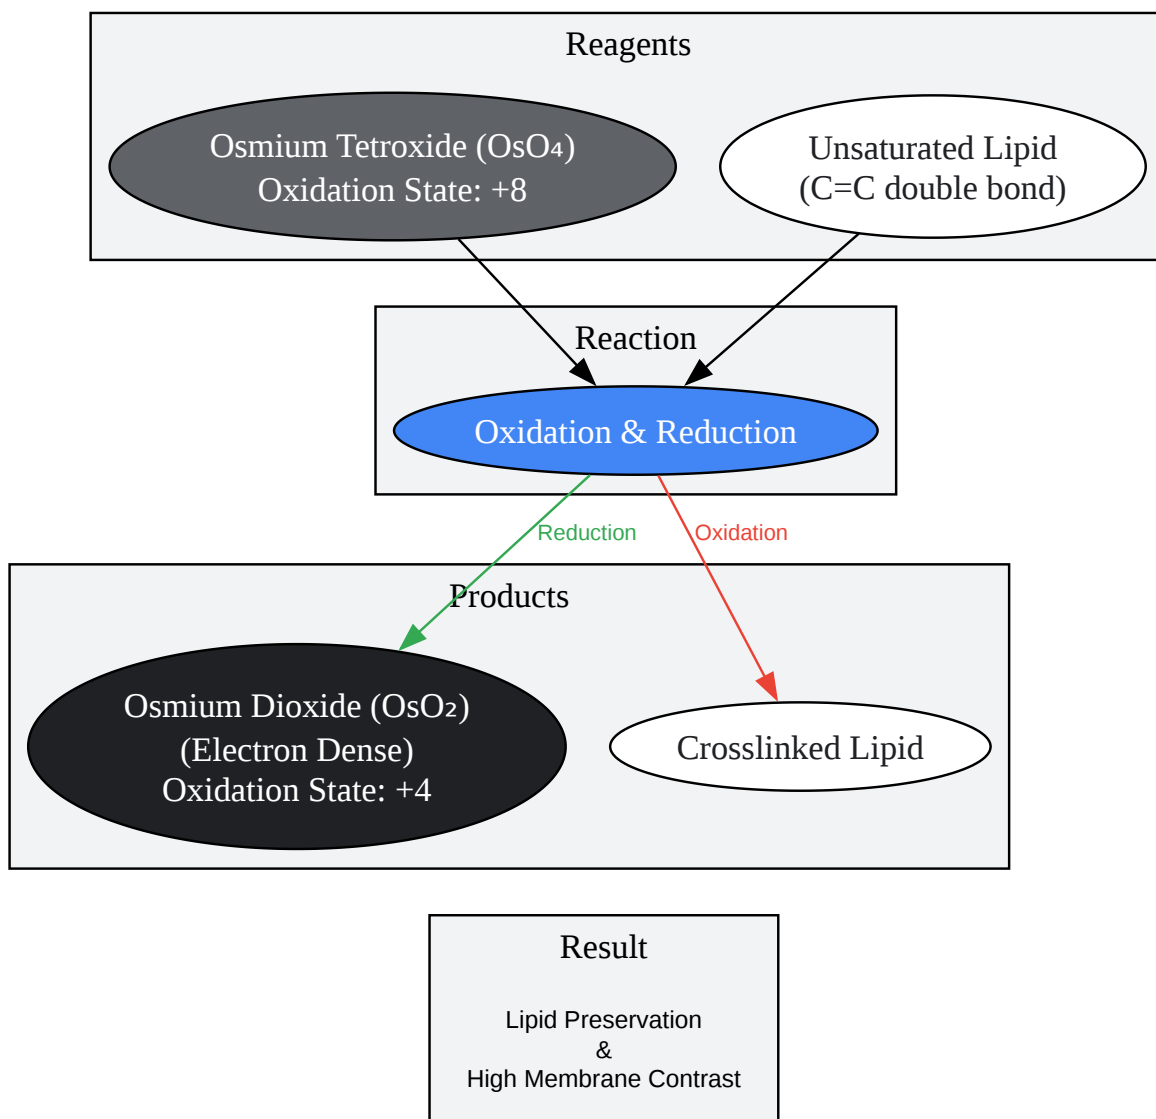 Reagents
Osmium Tetroxide (OsO₄)
Oxidation State: +8
Unsaturated Lipid
(C=C double bond)
Reaction
Oxidation & Reduction
Reduction
Oxidation
Products
Osmium Dioxide (OsO₂)
(Electron Dense)
Oxidation State: +4
Crosslinked Lipid
Result
Lipid Preservation
&
High Membrane Contrast